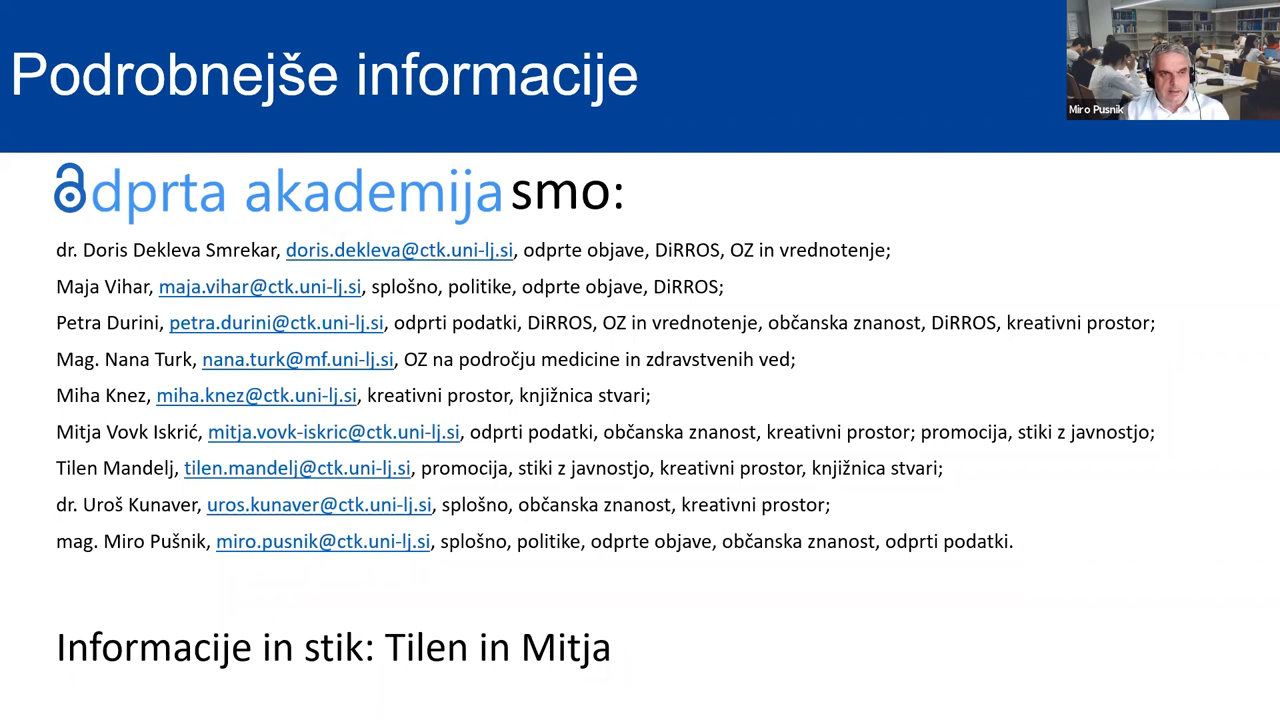 Podrobnejše informacije
Miro Pusnik
odprta akademija smo:
dr. Doris Dekleva Smrekar, doris.dekleva@ctk.uni-lj.si, odprte objave, DiRROS, OZ in vrednotenje;
Maja Vihar, maja.vihar@ctk.uni-lj.si, splošno, politike, odprte objave, DiRROS;
Petra Durini, petra.durini@ctk.uni-lj.si, odprti podatki, DiRROS, OZ in vrednotenje, občanska znanost, DiRROS, kreativni prostor;
Mag. Nana Turk, nana.turk@mf.uni-lj.si, OZ na področju medicine in zdravstvenih ved;
Miha Knez, miha.knez@ctk.uni-lj.si, kreativni prostor, knjižnica stvari;
Mitja Vovk Iskrić, mitja.vovk-iskric@ctk.uni-lj.si, odprti podatki, občanska znanost, kreativni prostor; promocija, stiki z javnostjo;
Tilen Mandelj, tilen.mandelj@ctk.uni-lj.si, promocija, stiki z javnostjo, kreativni prostor, knjižnica stvari;
dr. Uroš Kunaver, uros.kunaver@ctk.uni-lj.si, splošno, občanska znanost, kreativni prostor;
mag. Miro Pušnik, miro.pusnik@ctk.uni-lj.si, splošno, politike, odprte objave, občanska znanost, odprti podatki.
Informacije in stik: Tilen in Mitja